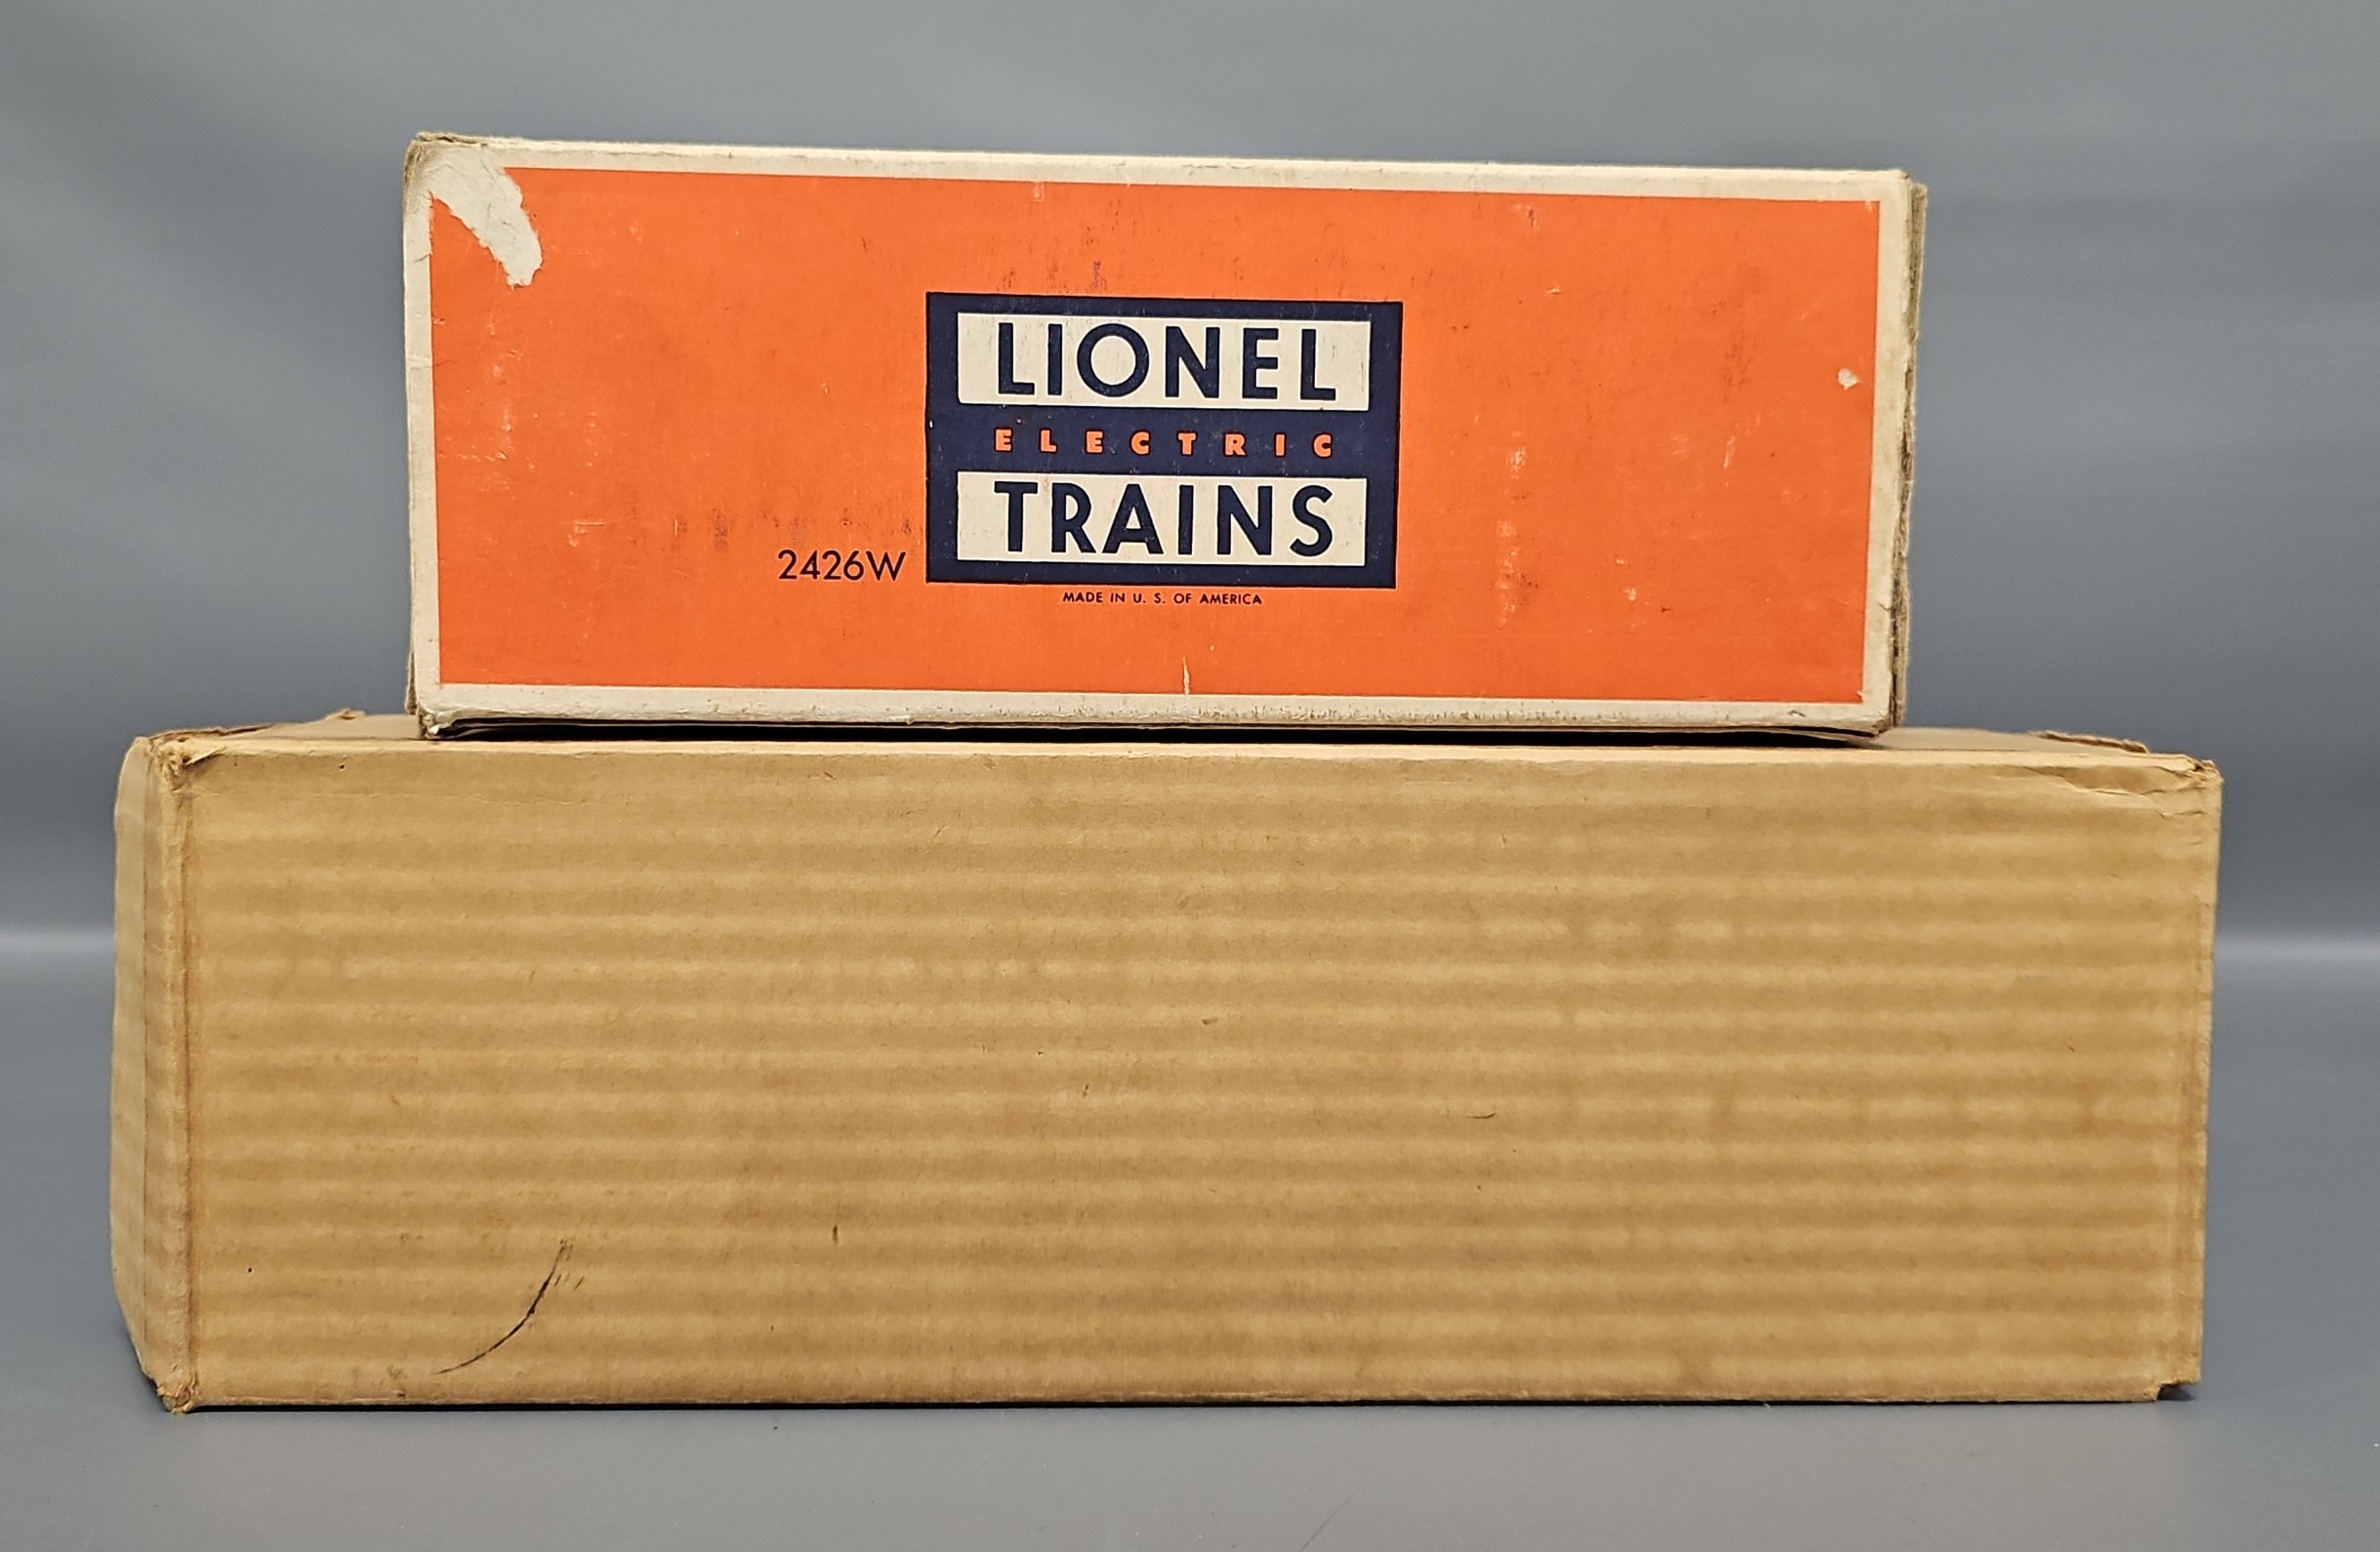 LIONEL
ELECTRIC
TRAINS
2426W
MADE IN U. S. OF AMERICA